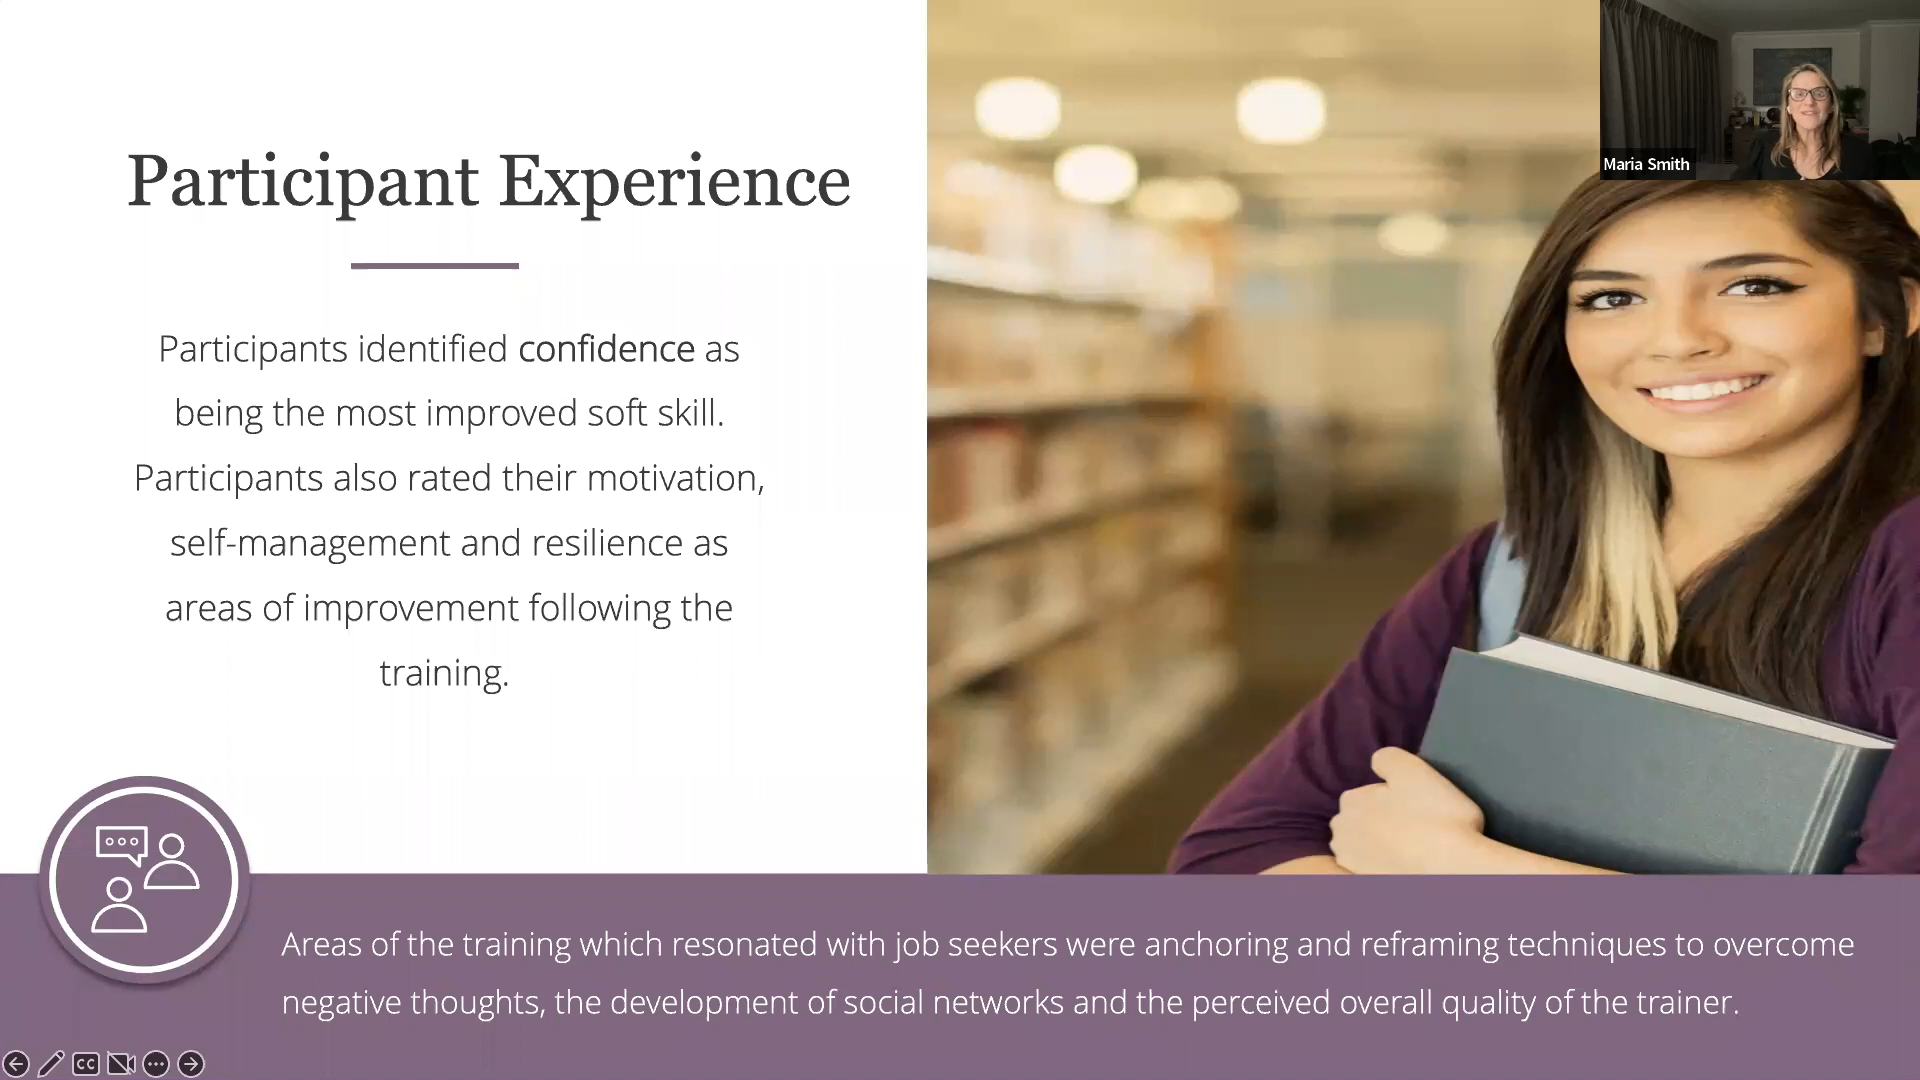 Participant Experience
Participants identified confidence as
being the most improved soft skill.
Participants also rated their motivation,
self-management and resilience as
areas of improvement following the
training.
Maria Smith
Areas of the training which resonated with job seekers were anchoring and reframing techniques to overcome
negative thoughts, the development of social networks and the perceived overall quality of the trainer.
CC